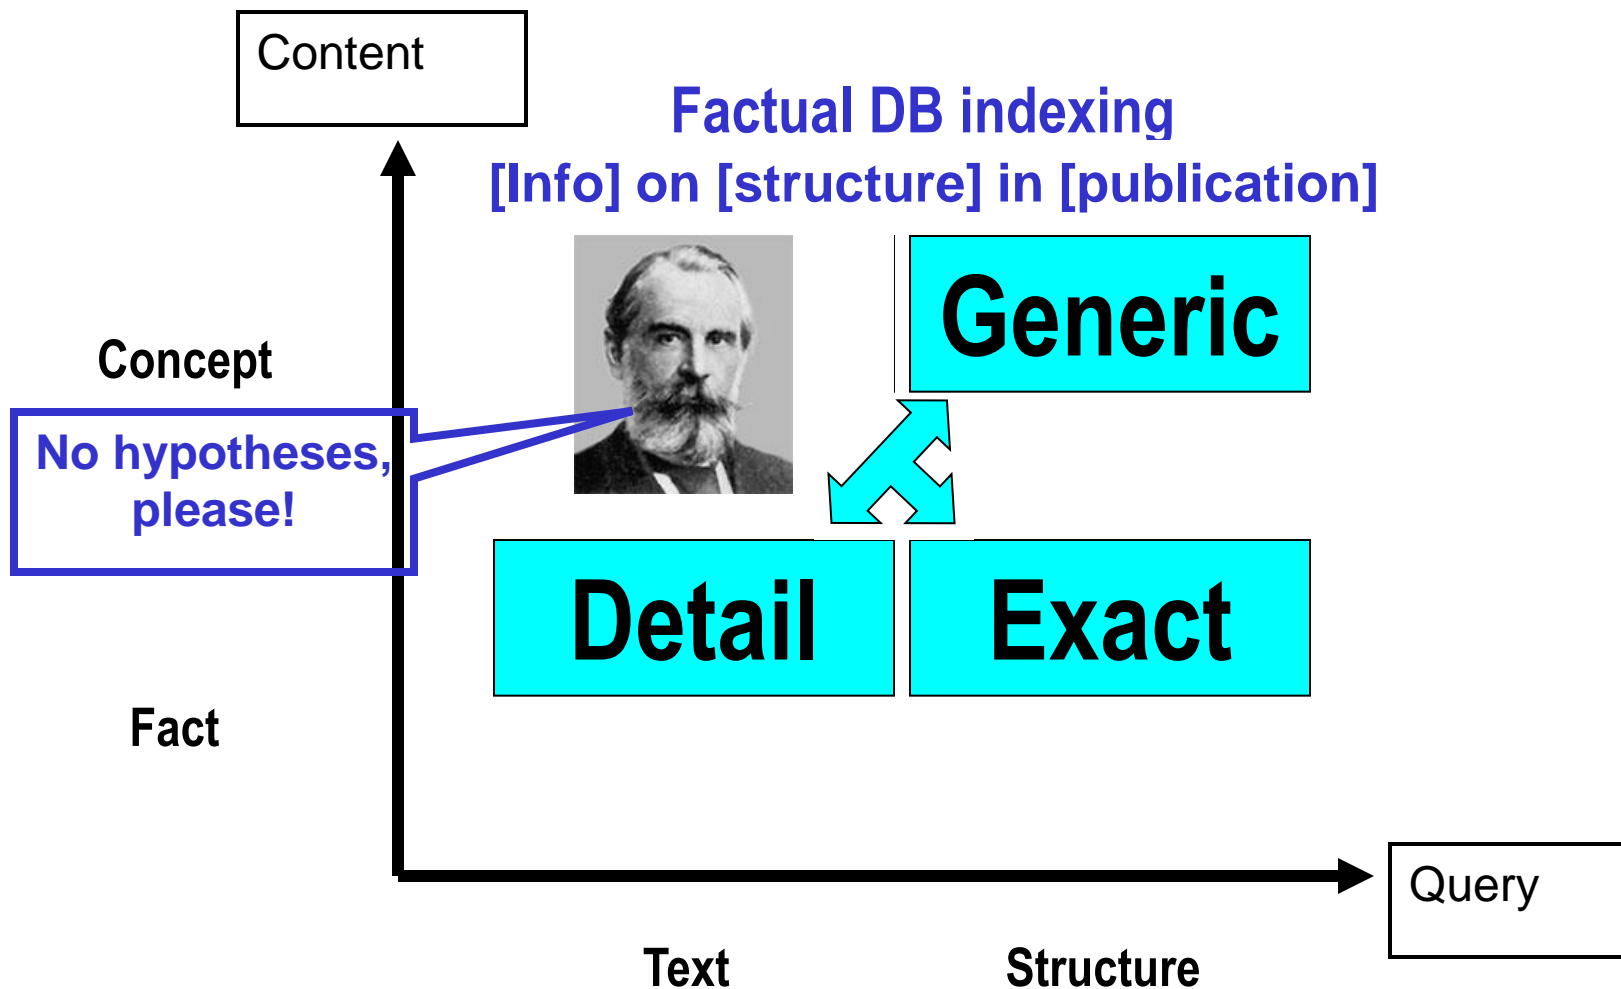 Content
Factual DB indexing
[Info] on [structure] in [publication]
Generic
Concept
No hypotheses,
please!
Detail
Exact
Fact
Query
Text
Structure